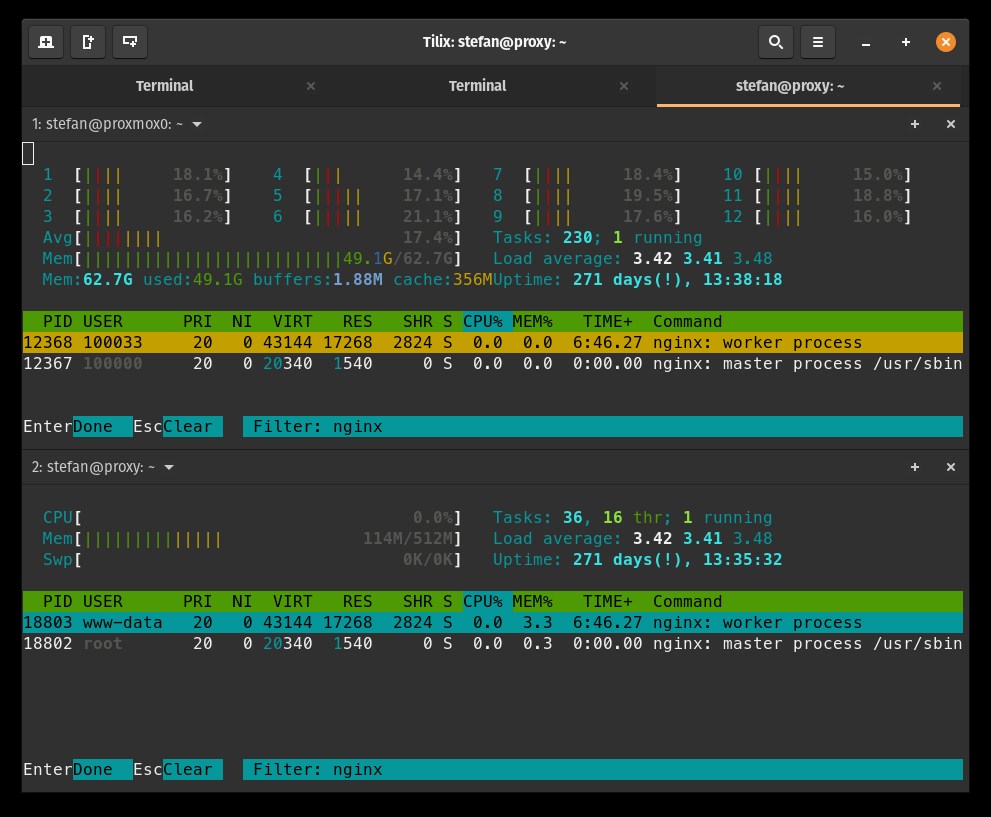 Tilix: stefan@proxy: ~
Terminal × Terminal × stefan@proxy: ~ ×
1: stefan@proxmox0: ~
1 [|||| 18.1%] 4 [||| 14.4%] 7 [|||| 18.4%] 10 [|||| 15.0%]
2 [|||| 16.7%] 5 [||||| 17.1%] 8 [|||| 19.5%] 11 [|||| 18.8%]
3 [|||| 16.2%] 6 [||||| 21.1%] 9 [|||| 17.6%] 12 [|||| 16.0%]
Avg[|||||||| 17.4%] Tasks: 230; 1 running
Mem[||||||||||||||||||||||||||49.1G/62.7G] Load average: 3.42 3.41 3.48
Mem:62.7G used:49.1G buffers:1.88M cache:356MUptime: 271 days(!), 13:38:18
PID USER PRI NI VIRT RES SHR S CPU% MEM% TIME+ Command
12368 100033 20 0 43144 17268 2824 S 0.0 0.0 6:46.27 nginx: worker process
12367 100000 20 0 20340 1540 0 S 0.0 0.0 0:00.00 nginx: master process /usr/sbin
EnterDone EscClear Filter: nginx
2: stefan@proxy: ~
CPU[ 0.0%] Tasks: 36, 16 thr; 1 running
Mem[|||||||||||||| 114M/512M] Load average: 3.42 3.41 3.48
Swp[ 0K/0K] Uptime: 271 days(!), 13:35:32
PID USER PRI NI VIRT RES SHR S CPU% MEM% TIME+ Command
18803 www-data 20 0 43144 17268 2824 S 0.0 3.3 6:46.27 nginx: worker process
18802 root 20 0 20340 1540 0 S 0.0 0.3 0:00.00 nginx: master process /usr/sbin
EnterDone EscClear Filter: nginx